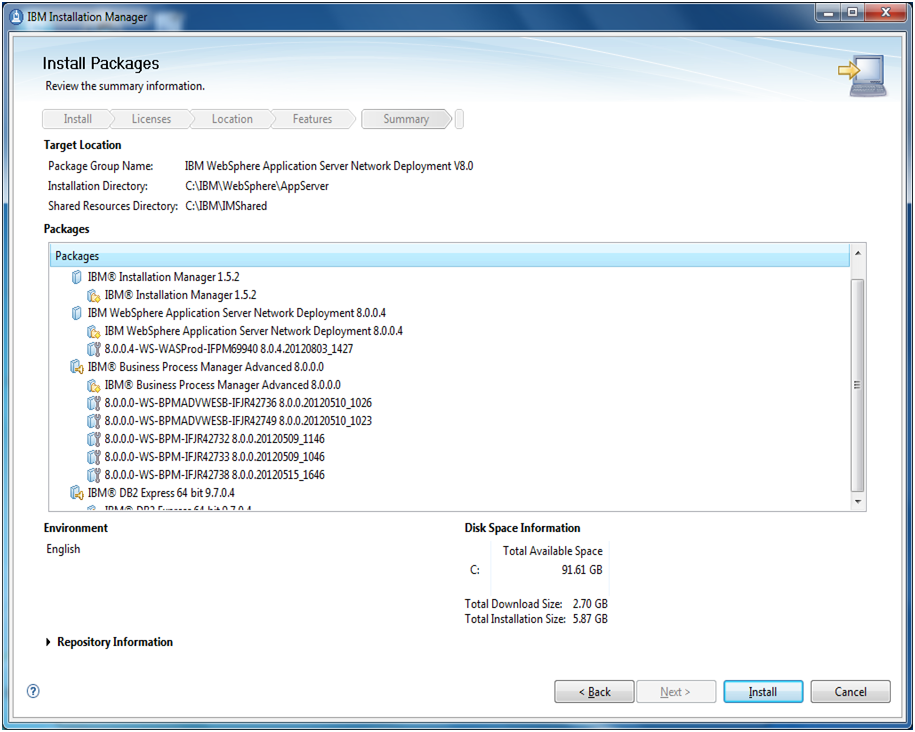 IBM Installation Manager
Install Packages
Review the summary information.
Install Licenses Location Features Summary
Target Location
Package Group Name: IBM WebSphere Application Server Network Deployment V8.0
Installation Directory: C:\IBM\WebSphere\AppServer
Shared Resources Directory: C:\IBM\IMShared
Packages
Packages
IBM® Installation Manager 1.5.2
IBM® Installation Manager 1.5.2
IBM WebSphere Application Server Network Deployment 8.0.0.4
IBM WebSphere Application Server Network Deployment 8.0.0.4
8.0.0.4-WS-WASProd-IFPM69940 8.0.4.20120803_1427
IBM® Business Process Manager Advanced 8.0.0.0
IBM® Business Process Manager Advanced 8.0.0.0
8.0.0.0-WS-BPMADVWESB-IFJR42736 8.0.0.20120510_1026
8.0.0.0-WS-BPMADVWESB-IFJR42749 8.0.0.20120510_1023
8.0.0.0-WS-BPM-IFJR42732 8.0.0.20120509_1146
8.0.0.0-WS-BPM-IFJR42733 8.0.0.20120509_1046
8.0.0.0-WS-BPM-IFJR42738 8.0.0.20120515_1646
IBM® DB2 Express 64 bit 9.7.0.4
IBM® DB2 Express 64 bit 9.7.0.4
Environment
English
Disk Space Information
Total Available Space
C: 91.61 GB
Total Download Size: 2.70 GB
Total Installation Size: 5.87 GB
Repository Information
? < Back Next > Install Cancel